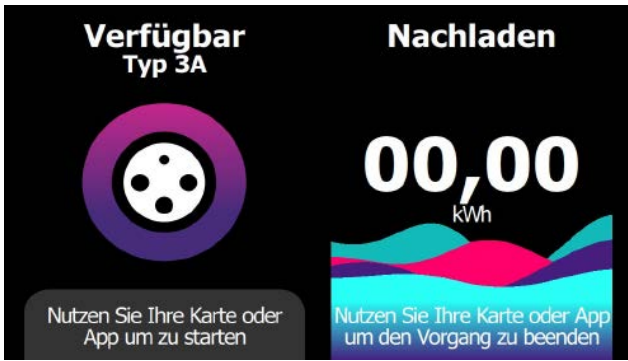 Verfügbar
Typ 3A
Nutzen Sie Ihre Karte oder
App um zu starten
Nachladen
00,00
kWh
Nutzen Sie Ihre Karte oder App
um den Vorgang zu beenden